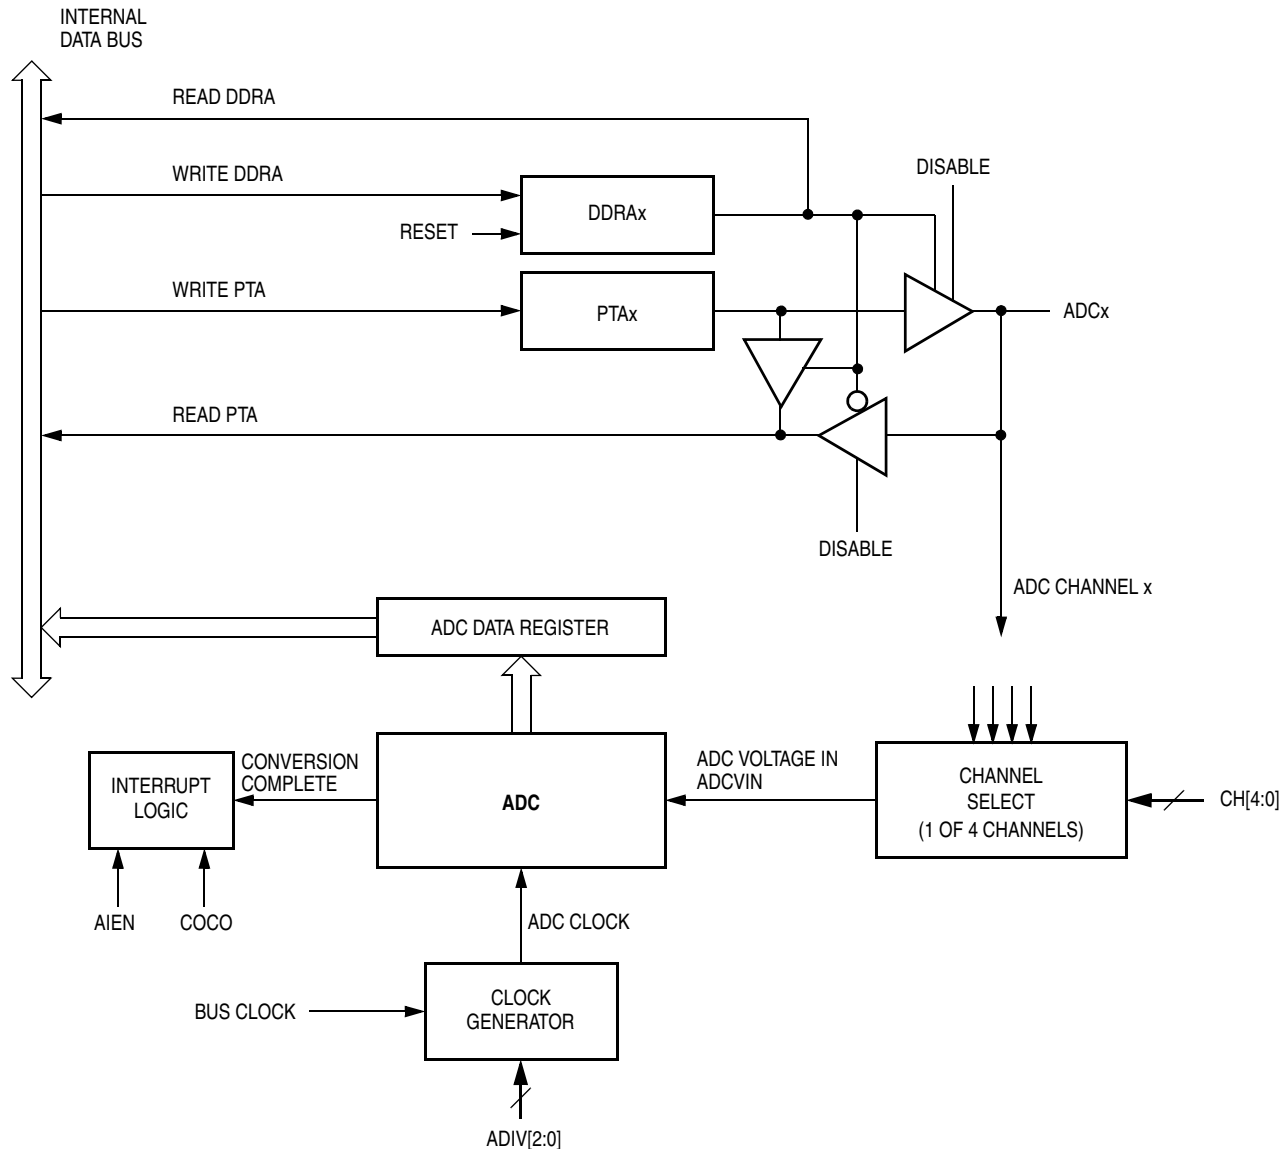 INTERNAL
DATA BUS
READ DDRA
WRITE DDRA
DISABLE
DDRAx
RESET
WRITE PTA
PTAx
ADCx
READ PTA
DISABLE
ADC CHANNEL x
ADC DATA REGISTER
INTERRUPT
LOGIC
CONVERSION
COMPLETE
ADC
ADC VOLTAGE IN
ADCVIN
CHANNEL
SELECT
(1 OF 4 CHANNELS)
CH[4:0]
AIEN
COCO
ADC CLOCK
BUS CLOCK
CLOCK
GENERATOR
ADIV[2:0]